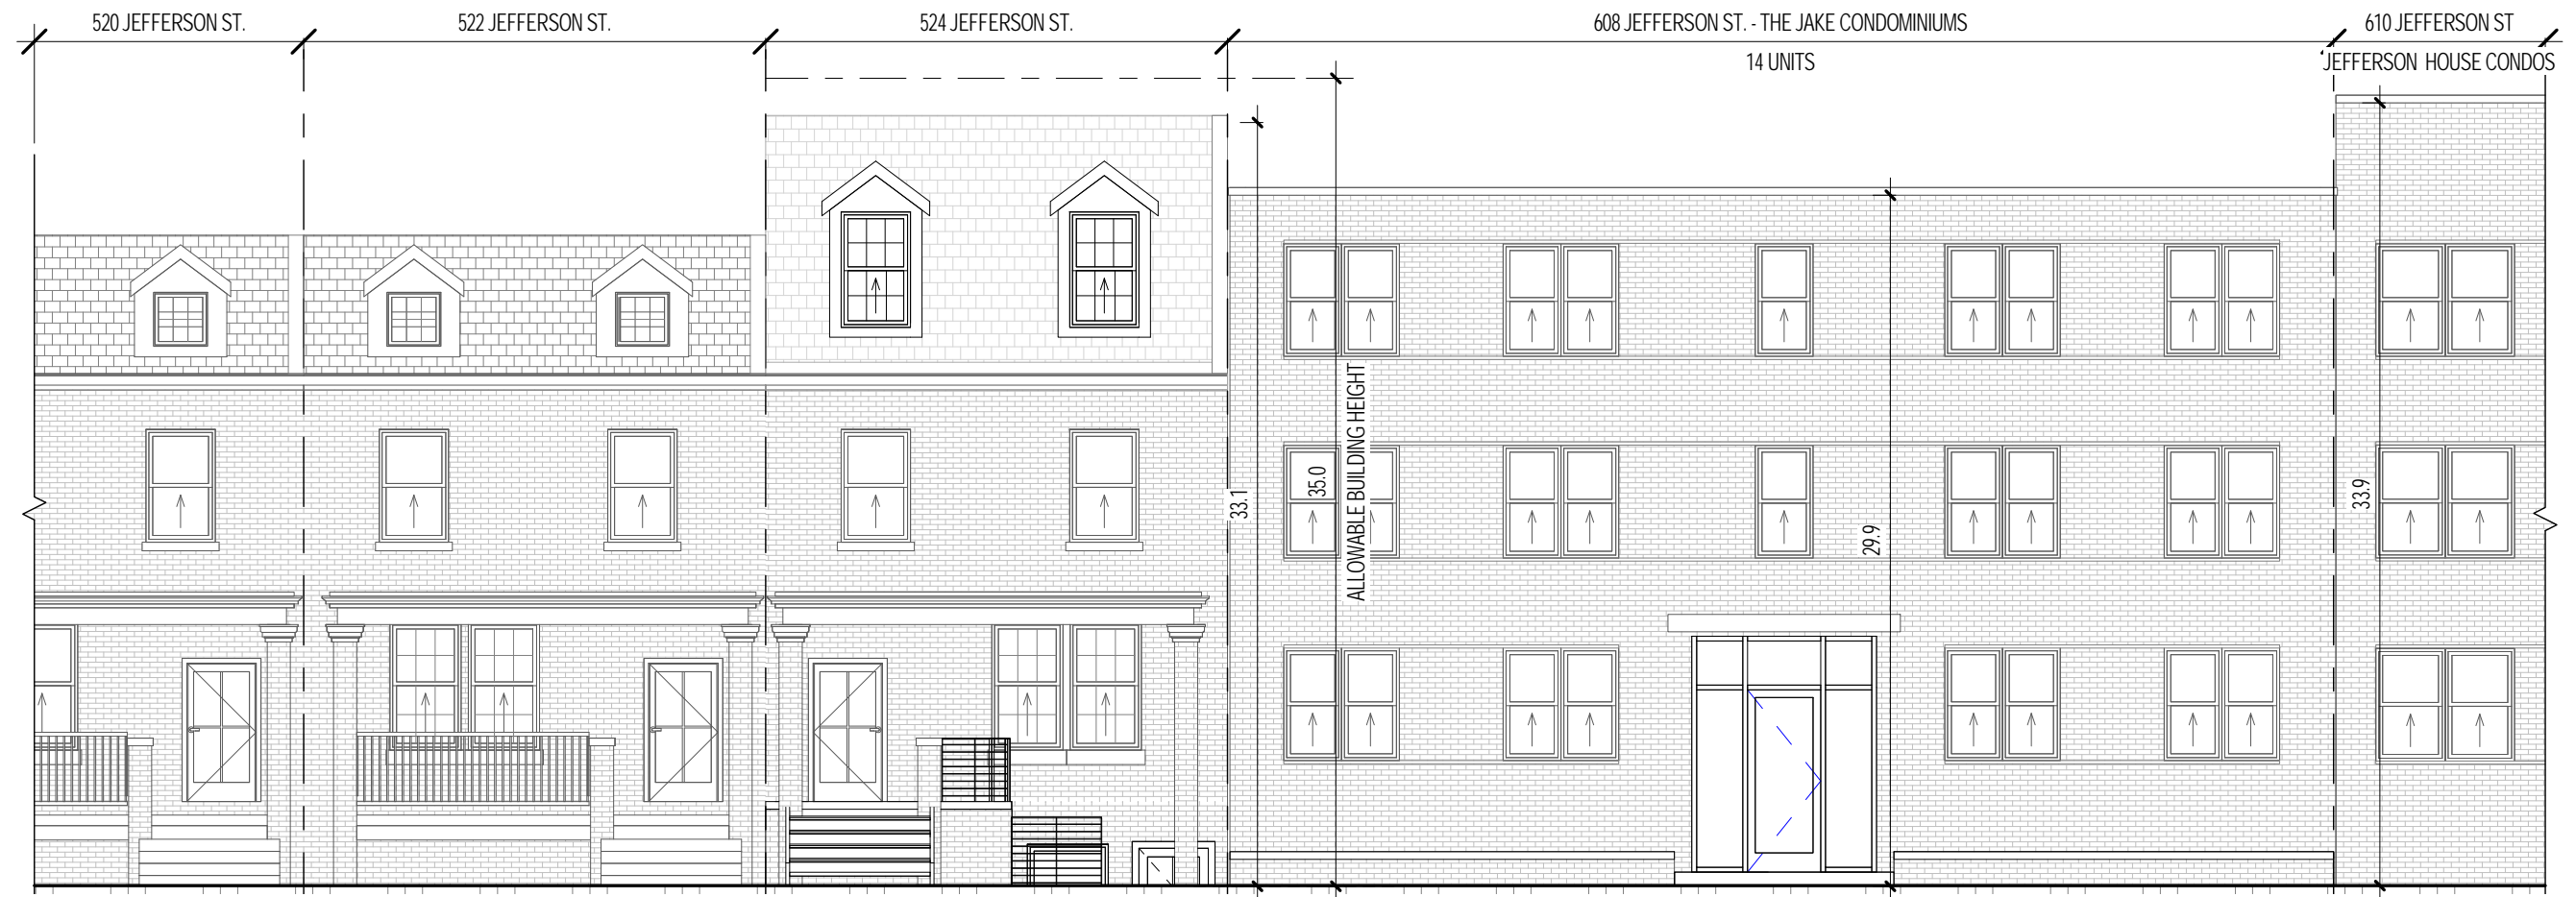 520 JEFFERSON ST.
522 JEFFERSON ST.
524 JEFFERSON ST.
608 JEFFERSON ST. - THE JAKE CONDOMINIUMS
610 JEFFERSON ST
14 UNITS
JEFFERSON HOUSE CONDOS
33.1
35.0
ALLOWABLE BUILDING HEIGHT
29.9
33.9